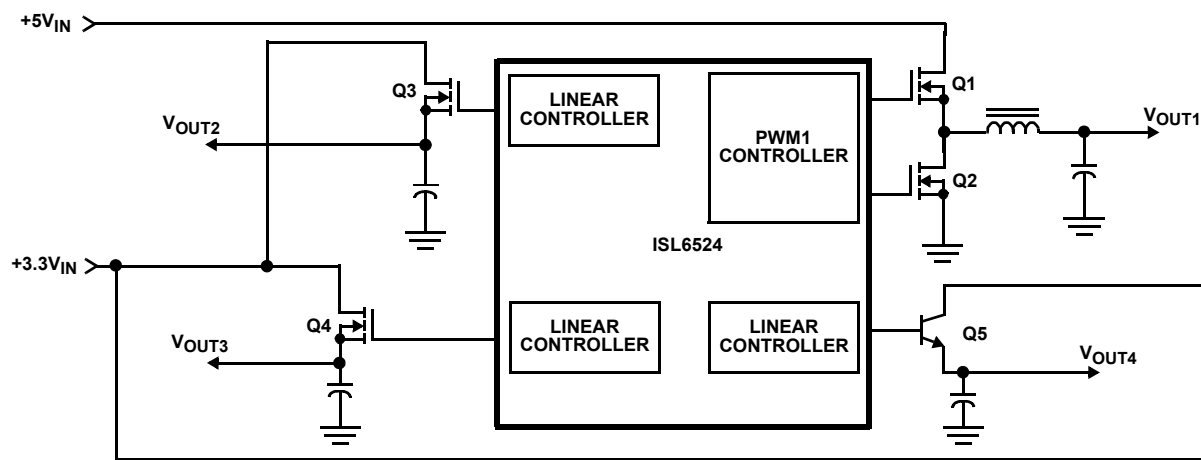 +5VIN
Q3
LINEAR
CONTROLLER
PWM1
CONTROLLER
Q1
VOUT1
VOUT2
Q2
ISL6524
+3.3VIN
Q4
LINEAR
CONTROLLER
LINEAR
CONTROLLER
Q5
VOUT3
VOUT4